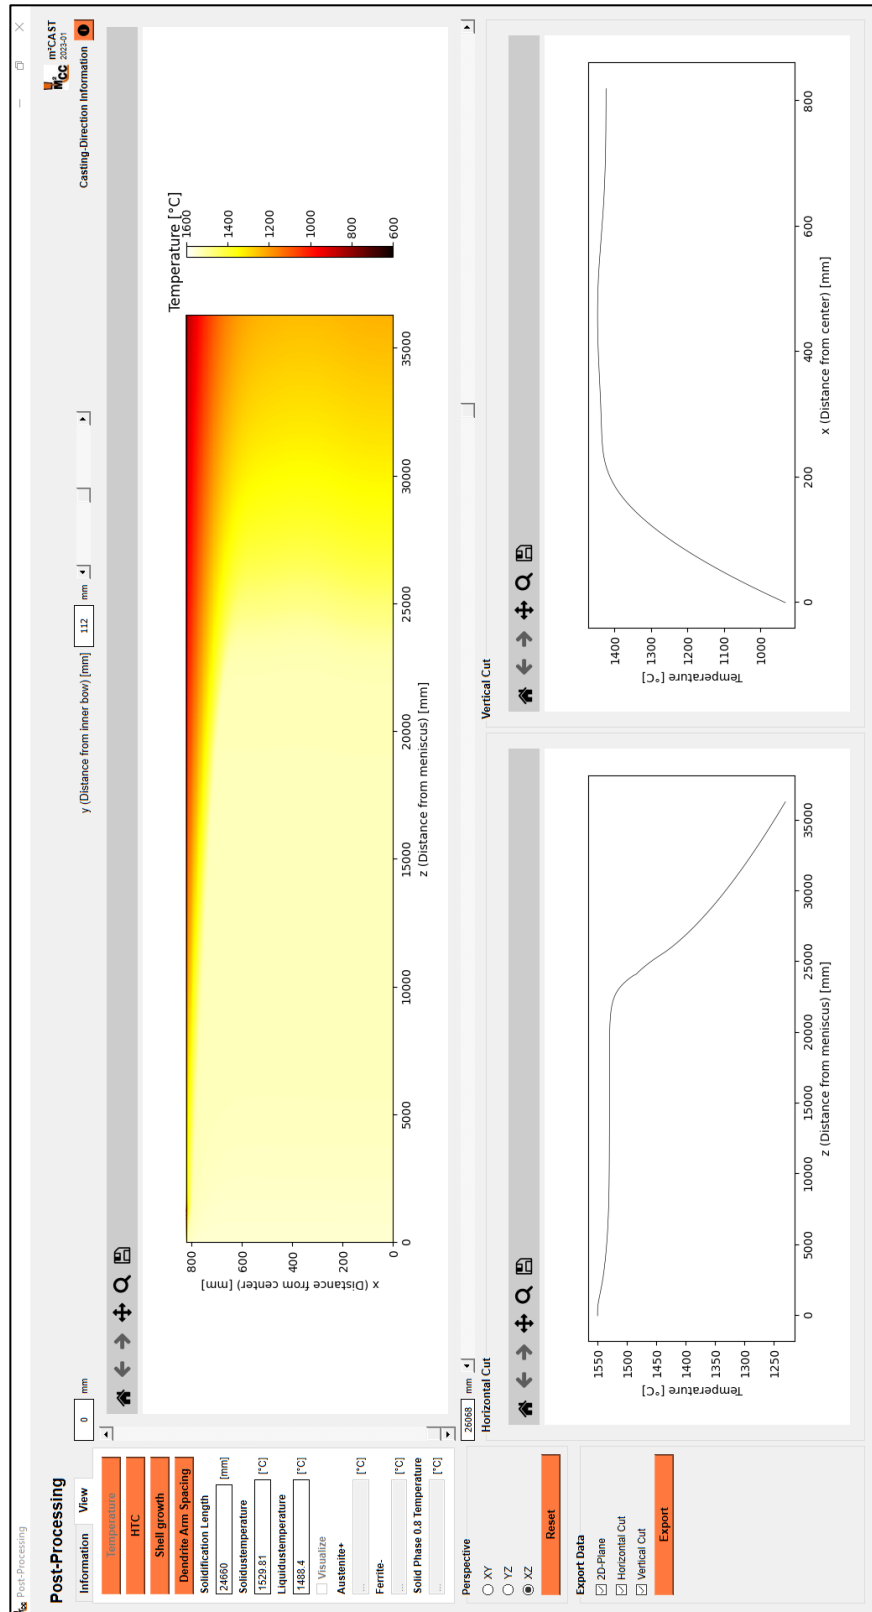 Post-Processing
m²CAST
2023-01
M²CC
Post-Processing
Information View
Temperature
HTC
Shell growth
Dendrite Arm Spacing
Solidification Length
24660 [mm]
Solidustemperature
1529.81 [°C]
Liquidustemperature
1488.4 [°C]
Visualize
Austenite+
... [°C]
Ferrite-
... [°C]
Solid Phase 0.8 Temperature
... [°C]
Perspective
XY
YZ
XZ
Reset
Export Data
2D-Plane
Horizontal Cut
Vertical Cut
Export
0 mm
y (Distance from inner bow) [mm] 112 mm
Casting-Direction Information
x (Distance from center) [mm]
800
600
400
200
0
0 5000 10000 15000 20000 25000 30000 35000
z (Distance from meniscus) [mm]
Temperature [°C]
1600
1400
1200
1000
800
600
26068 mm
Horizontal Cut
Temperature [°C]
1550
1500
1450
1400
1350
1300
1250
0 5000 10000 15000 20000 25000 30000 35000
z (Distance from meniscus) [mm]
Vertical Cut
Temperature [°C]
1400
1300
1200
1100
1000
0 200 400 600 800
x (Distance from center) [mm]